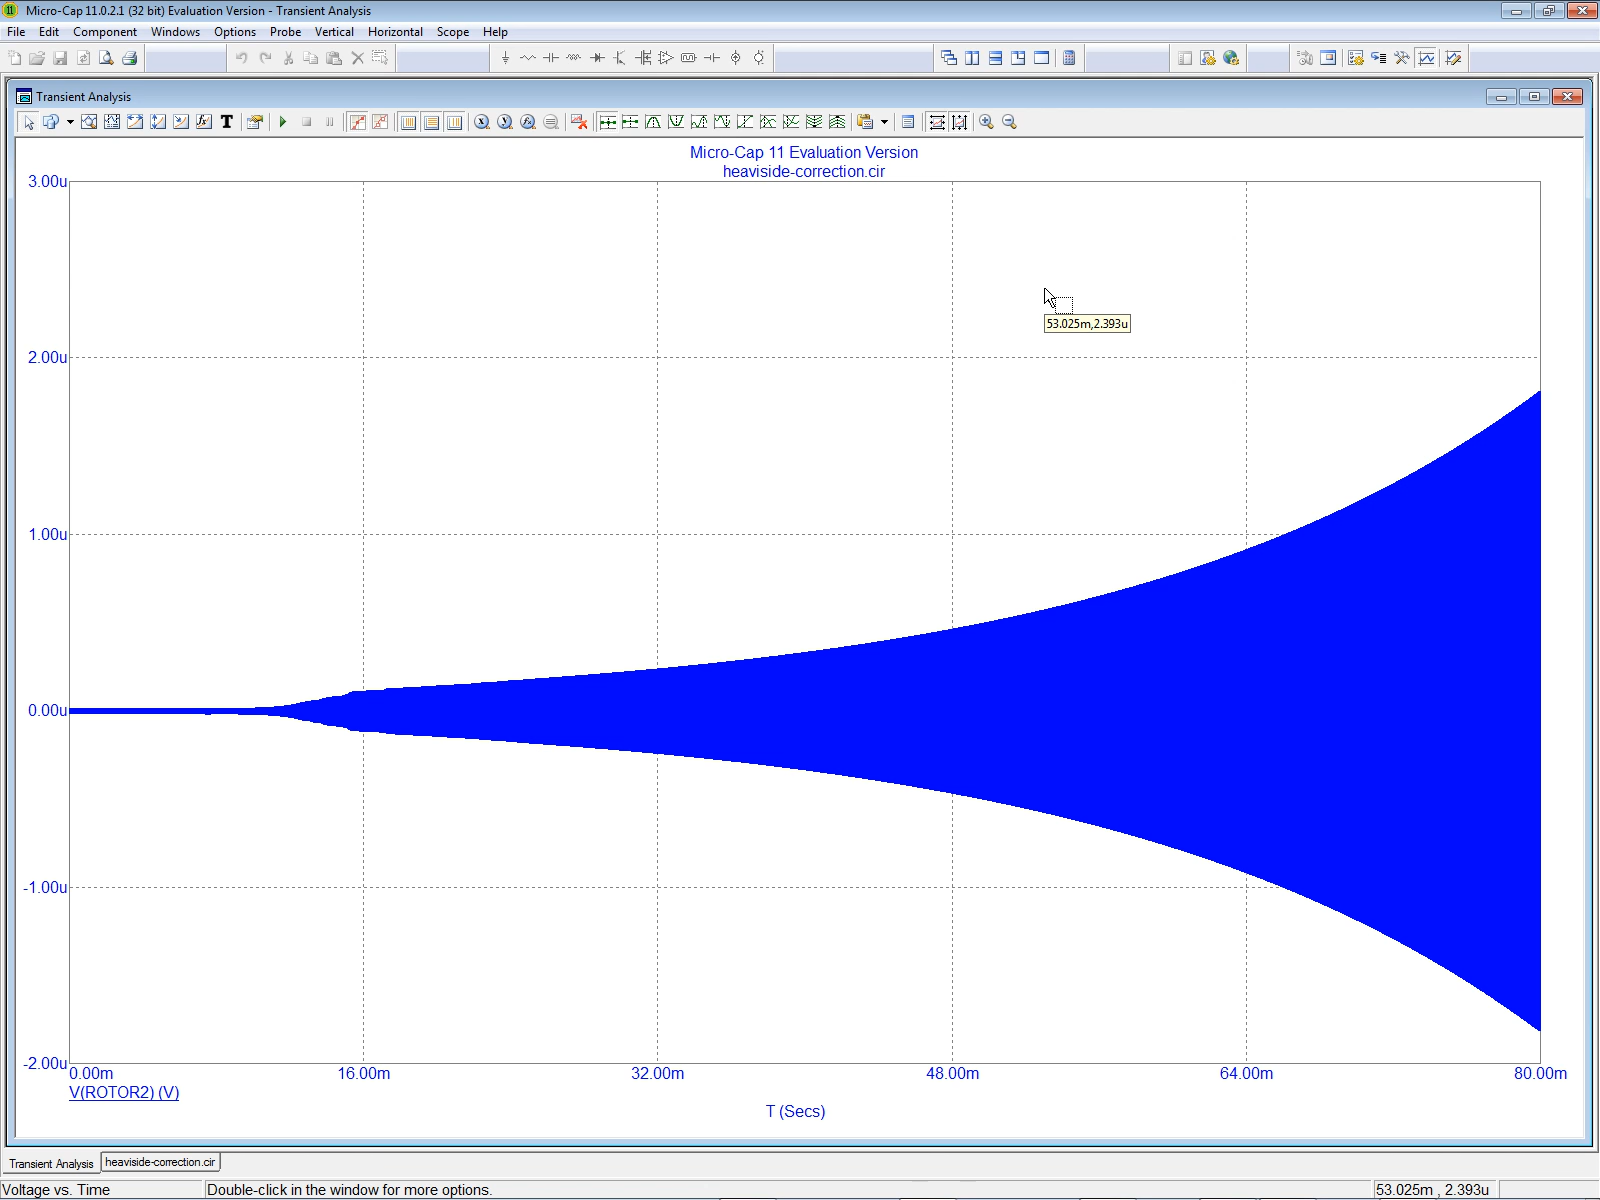 Micro-Cap 11.0.2.1 (32 bit) Evaluation Version - Transient Analysis
File Edit Component Windows Options Probe Vertical Horizontal Scope Help
Transient Analysis
Micro-Cap 11 Evaluation Version
heaviside-correction.cir
3.00u
2.00u
1.00u
0.00u
-1.00u
-2.00u
53.025m,2.393u
0.00m 16.00m 32.00m 48.00m 64.00m 80.00m
V(ROTOR2) (V)
T (Secs)
Transient Analysis heaviside-correction.cir
Voltage vs. Time Double-click in the window for more options. 53.025m , 2.393u